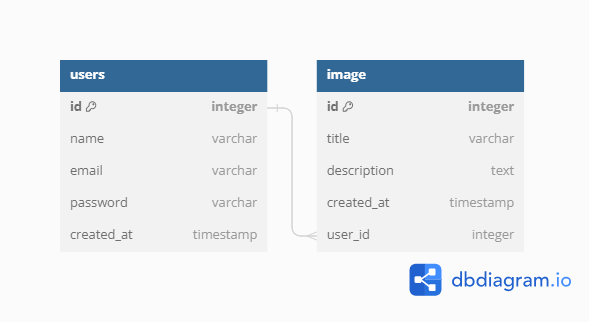 users
id integer
name varchar
email varchar
password varchar
created_at timestamp
image
id integer
title varchar
description text
created_at timestamp
user_id integer
dbdiagram.io